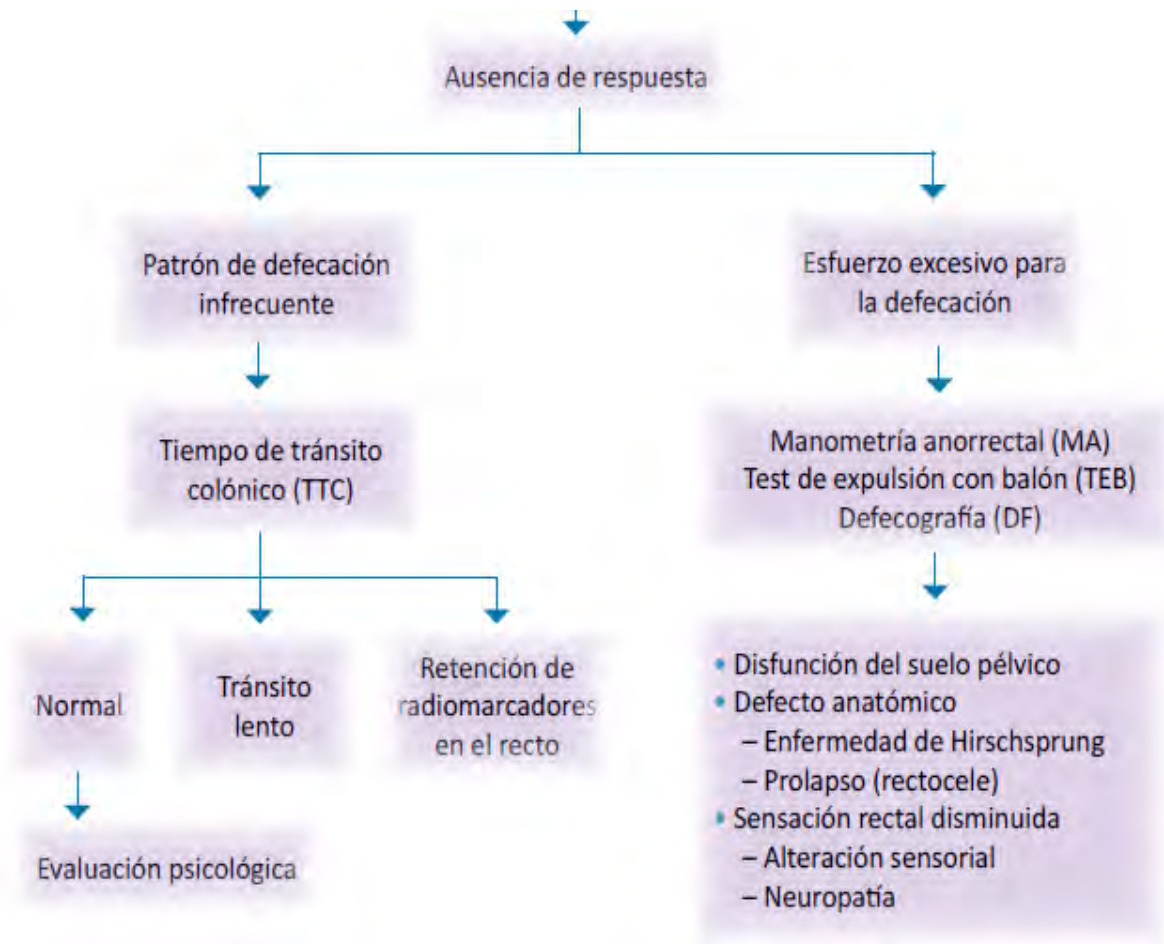 Ausencia de respuesta
Patrón de defecación
infrecuente
Esfuerzo excesivo para
la defecación
Tiempo de tránsito
colónico (TTC)
Manometría anorrectal (MA)
Test de expulsión con balón (TEB)
Defecografía (DF)
Normal
Tránsito
lento
Retención de
radiomarcadores
en el recto
• Disfunción del suelo pélvico
• Defecto anatómico
– Enfermedad de Hirschsprung
– Prolapso (rectocele)
• Sensación rectal disminuida
– Alteración sensorial
– Neuropatía
Evaluación psicológica